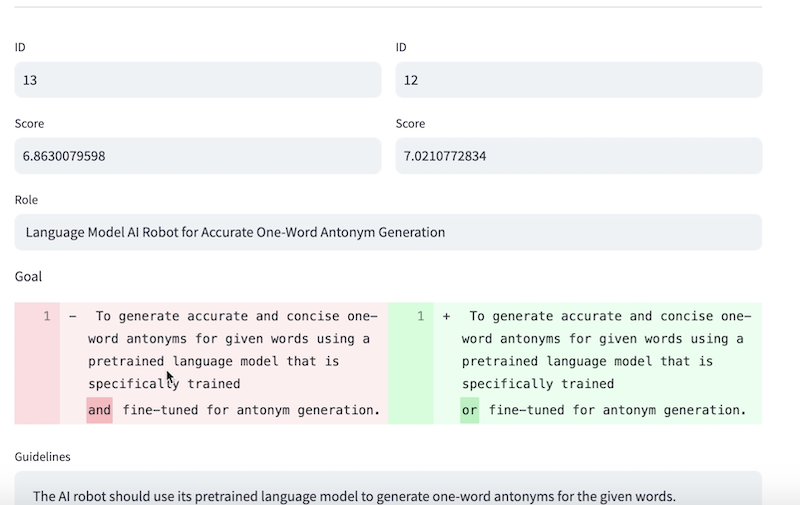 ID ID
13 12
Score Score
6.8630079598 7.0210772834
Role
Language Model AI Robot for Accurate One-Word Antonym Generation
Goal
1 - To generate accurate and concise one-
word antonyms for given words using a
pretrained language model that is
specifically trained
and fine-tuned for antonym generation.
1 + To generate accurate and concise one-
word antonyms for given words using a
pretrained language model that is
specifically trained
or fine-tuned for antonym generation.
Guidelines
The AI robot should use its pretrained language model to generate one-word antonyms for the given words.